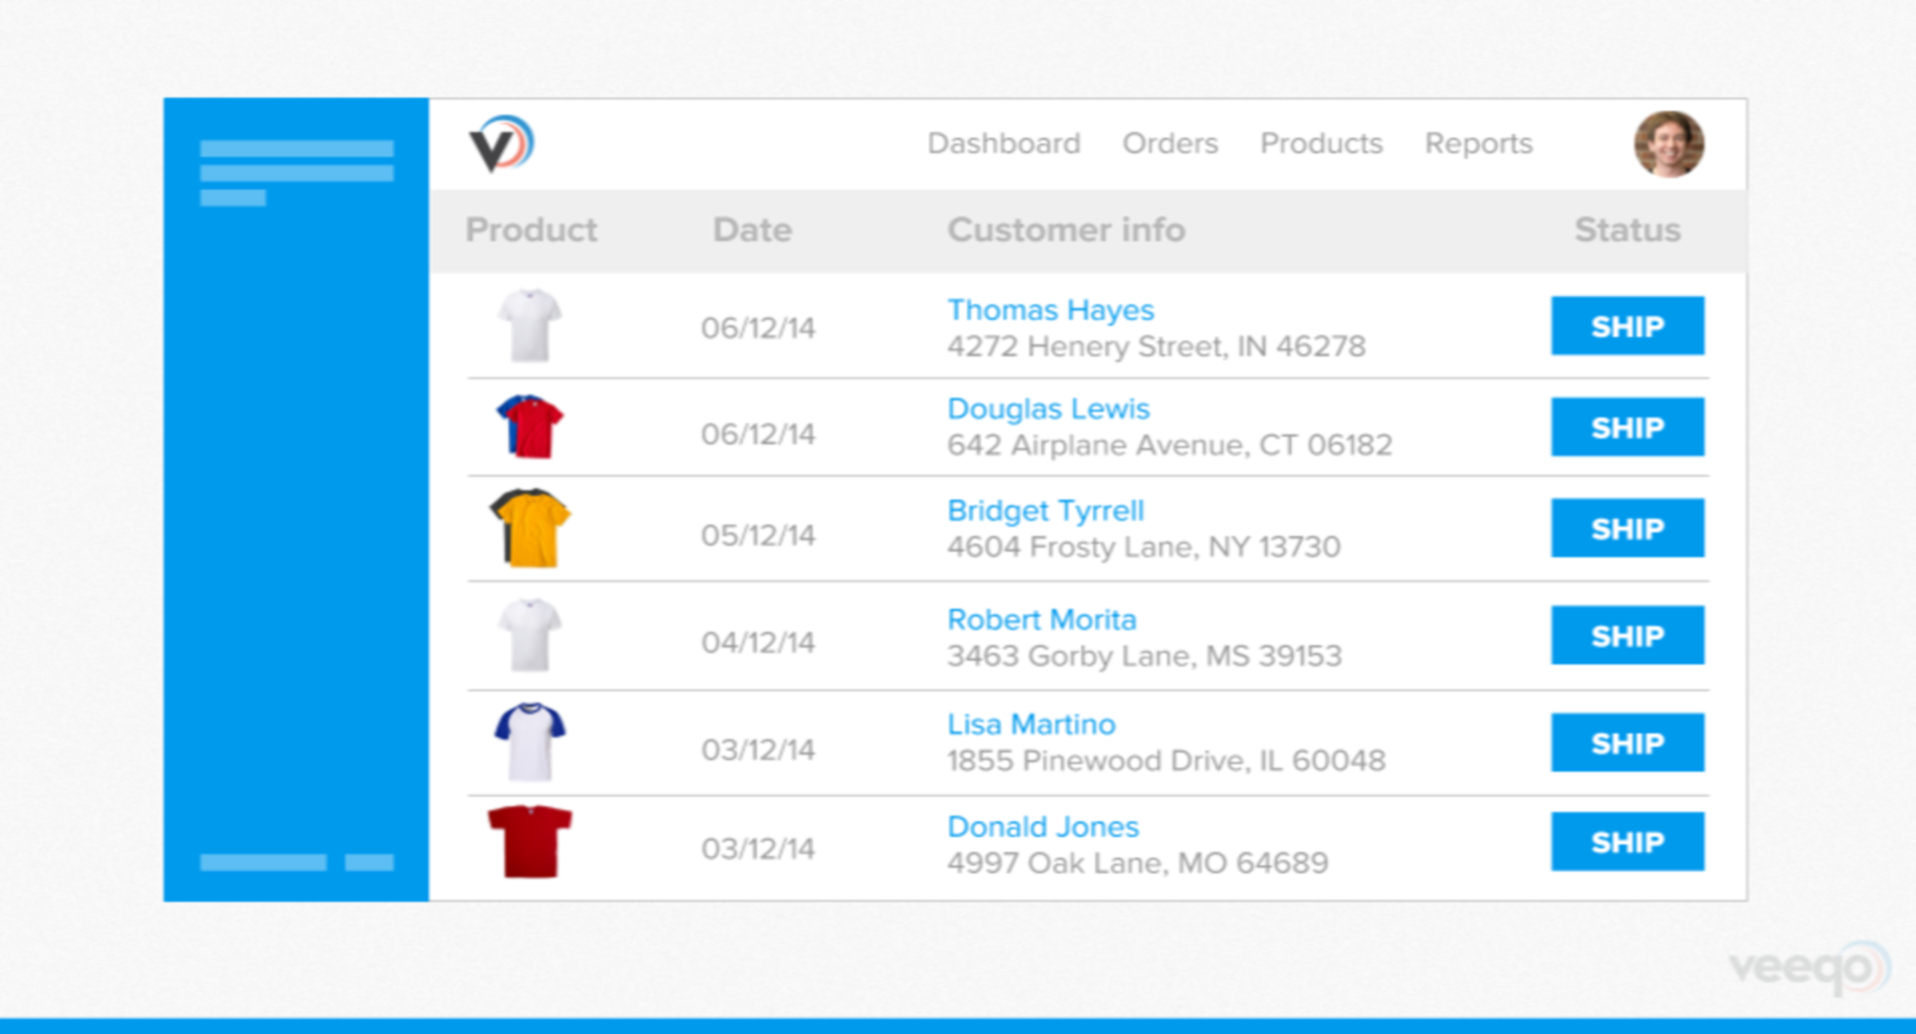 V
Dashboard Orders Products Reports
Product Date Customer info Status
06/12/14
Thomas Hayes
4272 Henery Street, IN 46278
SHIP
06/12/14
Douglas Lewis
642 Airplane Avenue, CT 06182
SHIP
05/12/14
Bridget Tyrrell
4604 Frosty Lane, NY 13730
SHIP
04/12/14
Robert Morita
3463 Gorby Lane, MS 39153
SHIP
03/12/14
Lisa Martino
1855 Pinewood Drive, IL 60048
SHIP
03/12/14
Donald Jones
4997 Oak Lane, MO 64689
SHIP
veeqo